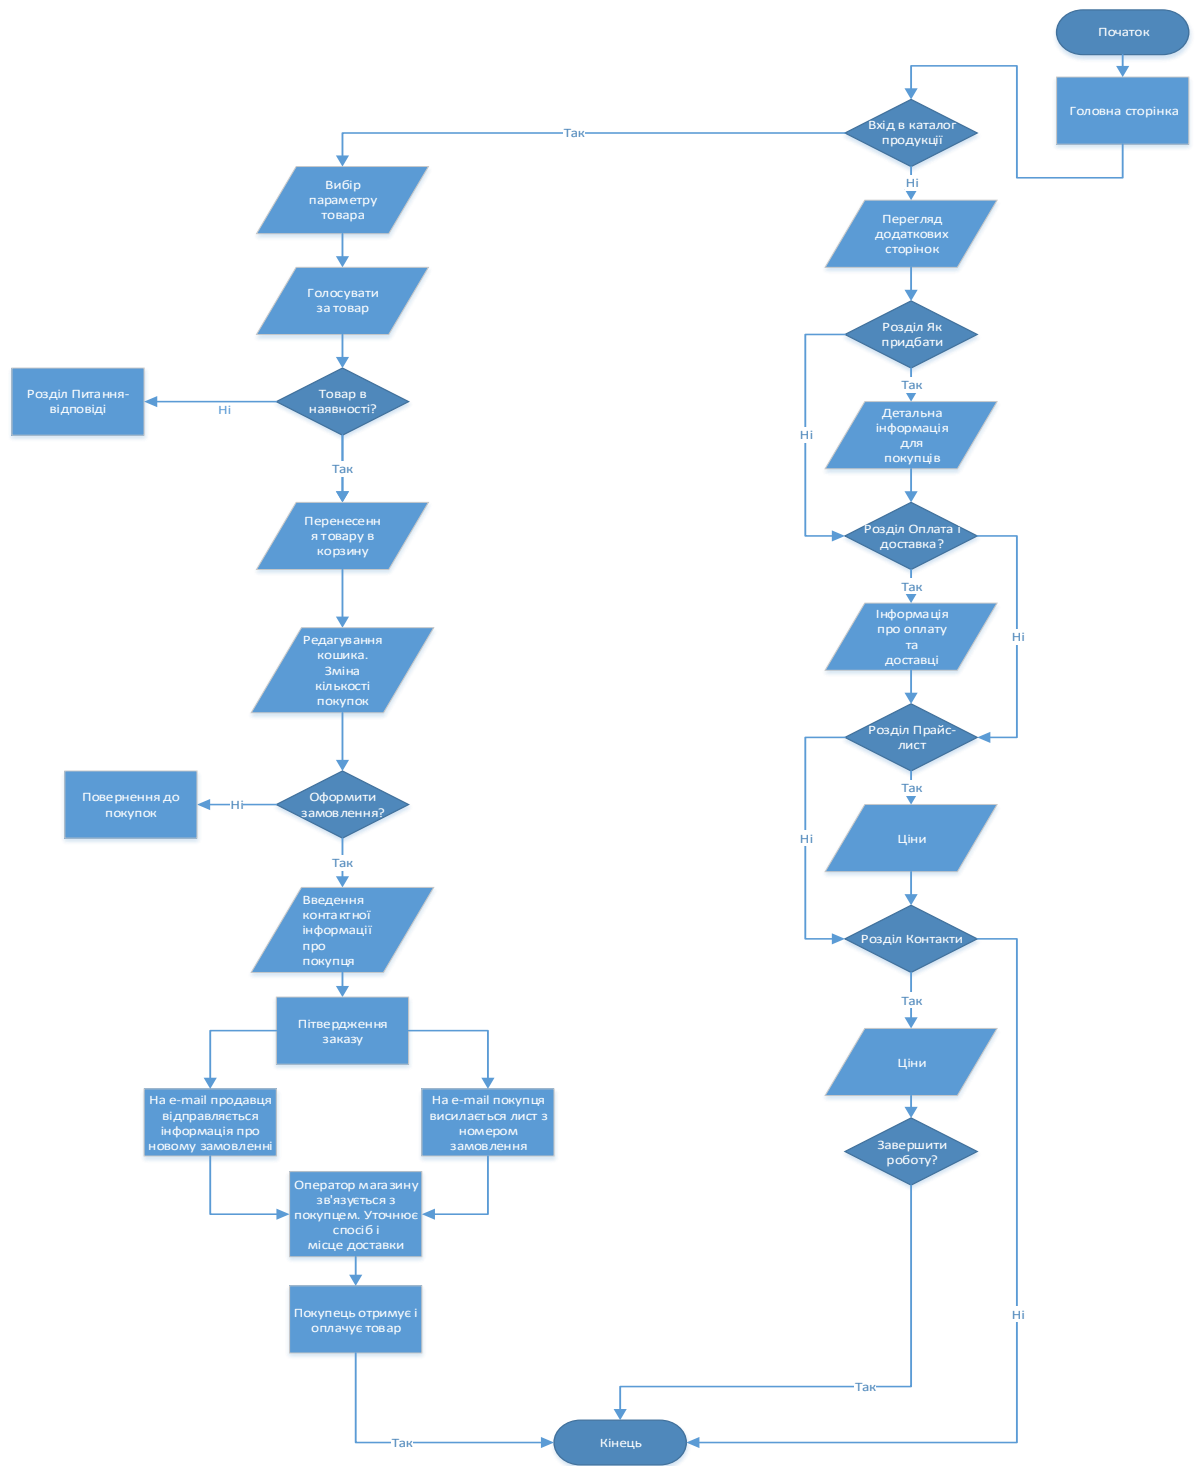 Початок
Головна сторінка
Вхід в каталог
продукції
Так
Ні
Вибір
параметру
товара
Голосувати
за товар
Товар в
наявності?
Ні
Розділ Питання-
відповіді
Так
Перенесенн
я товару в
корзину
Редагування
кошика.
Зміна
кількості
покупок
Оформити
замовлення?
Ні
Повернення до
покупок
Так
Введення
контактної
інформації
про
покупця
Пітвердження
заказу
На e-mail продавця
відправляється
інформація про
новому замовленні
На e-mail покупця
висилається лист з
номером
замовлення
Оператор магазину
зв'язується з
покупцем. Уточнює
спосіб і
місце доставки
Покупець отримує і
оплачує товар
Так
Перегляд
додаткових
сторінок
Розділ Як
придбати
Так
Ні
Детальна
інформація
для
покупців
Розділ Оплата і
доставка?
Так
Ні
Інформація
про оплату
та
доставці
Розділ Прайс-
лист
Так
Ні
Ціни
Розділ Контакти
Так
Ні
Ціни
Завершити
роботу?
Так
Кінець